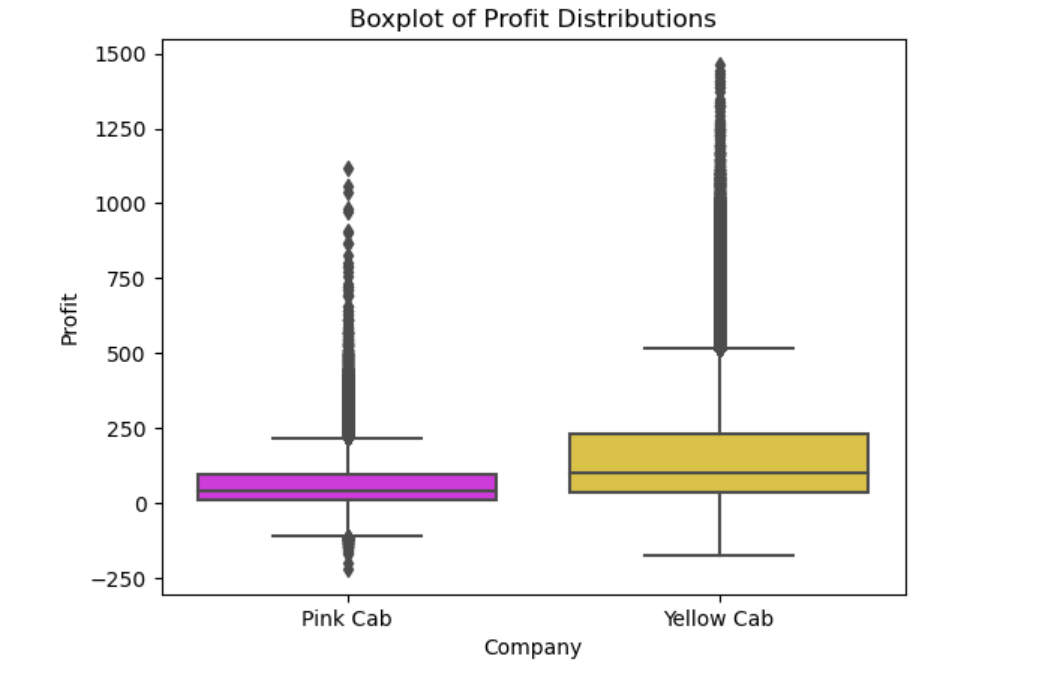 Boxplot of Profit Distributions
1500
1250
1000
750
500
250
0
−250
Profit
Pink Cab
Yellow Cab
Company